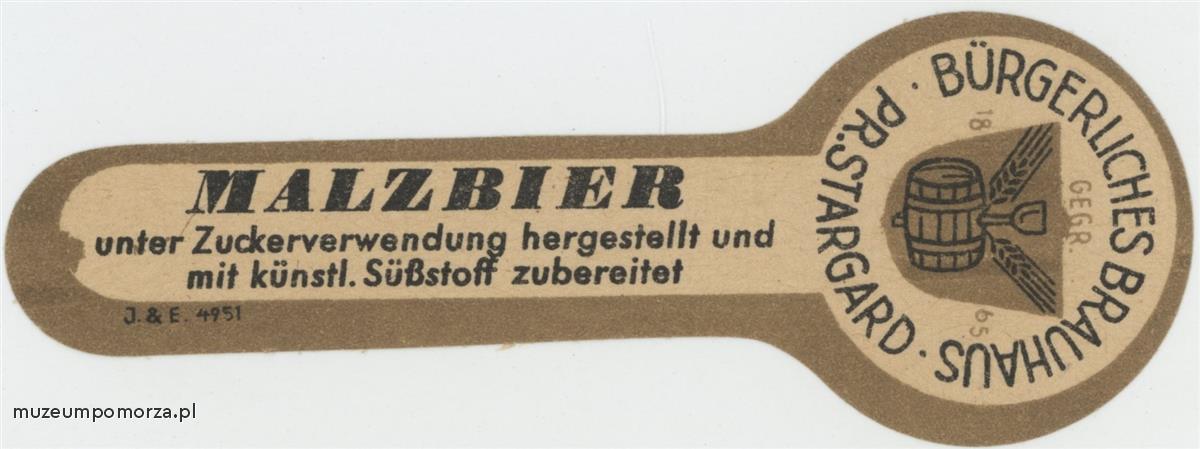 MALZBIER
unter Zuckerverwendung hergestellt und
mit künstl. Süßstoff zubereitet
J. & E. 4951
BÜRGERLICHES BRAUHAUS ·
PR. STARGARD ·
GEGR.
18 65
muzeumpomorza.pl